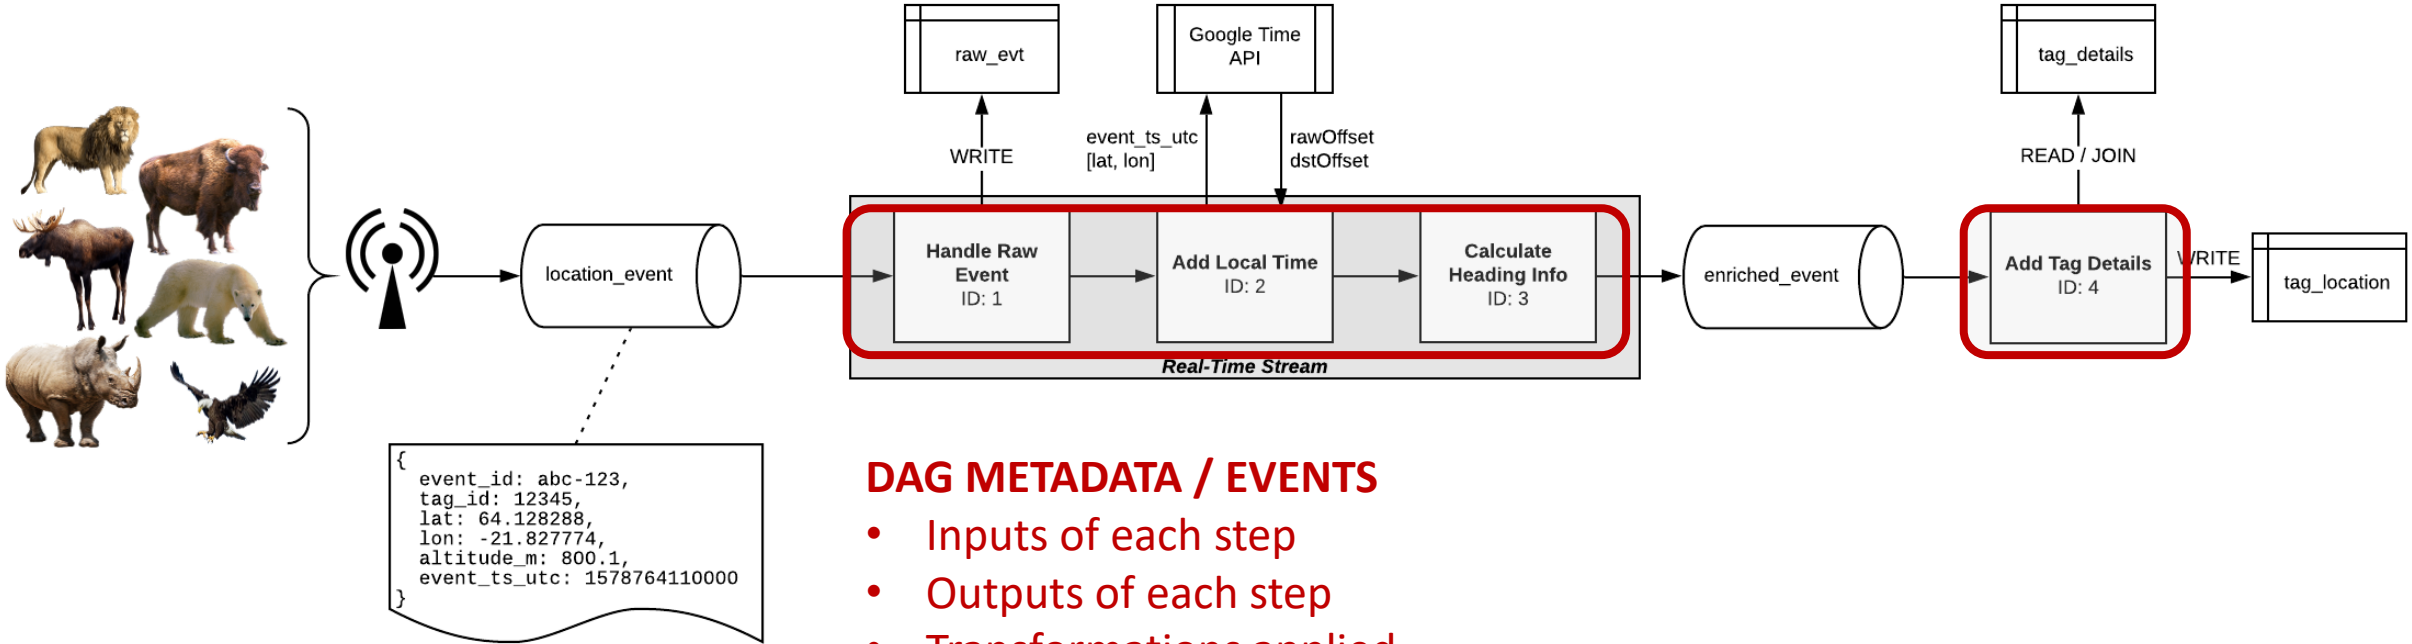 raw_evt
Google Time
API
tag_details
WRITE
event_ts_utc
[lat, lon]
rawOffset
dstOffset
READ / JOIN
location_event
Handle Raw
Event
ID: 1
Add Local Time
ID: 2
Calculate
Heading Info
ID: 3
Real-Time Stream
enriched_event
Add Tag Details
ID: 4
WRITE
tag_location
{
event_id: abc-123,
tag_id: 12345,
lat: 64.128288,
lon: -21.827774,
altitude_m: 800.1,
event_ts_utc: 1578764110000
}
DAG METADATA / EVENTS
• Inputs of each step
• Outputs of each step
• Transformations applied